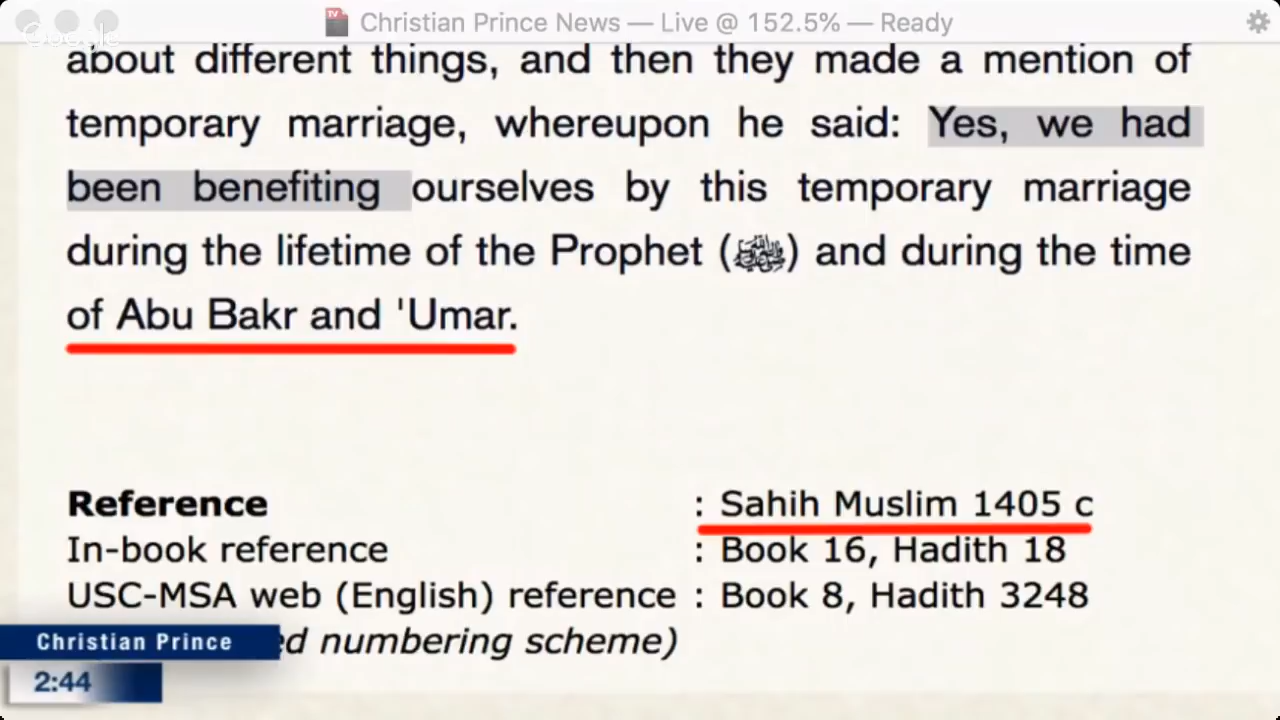 Christian Prince News — Live @ 152.5% — Ready
Google
about different things, and then they made a mention of
temporary marriage, whereupon he said: Yes, we had
been benefiting ourselves by this temporary marriage
during the lifetime of the Prophet (ﷺ) and during the time
of Abu Bakr and 'Umar.
Reference : Sahih Muslim 1405 c
In-book reference : Book 16, Hadith 18
USC-MSA web (English) reference : Book 8, Hadith 3248
ed numbering scheme)
Christian Prince
2:44